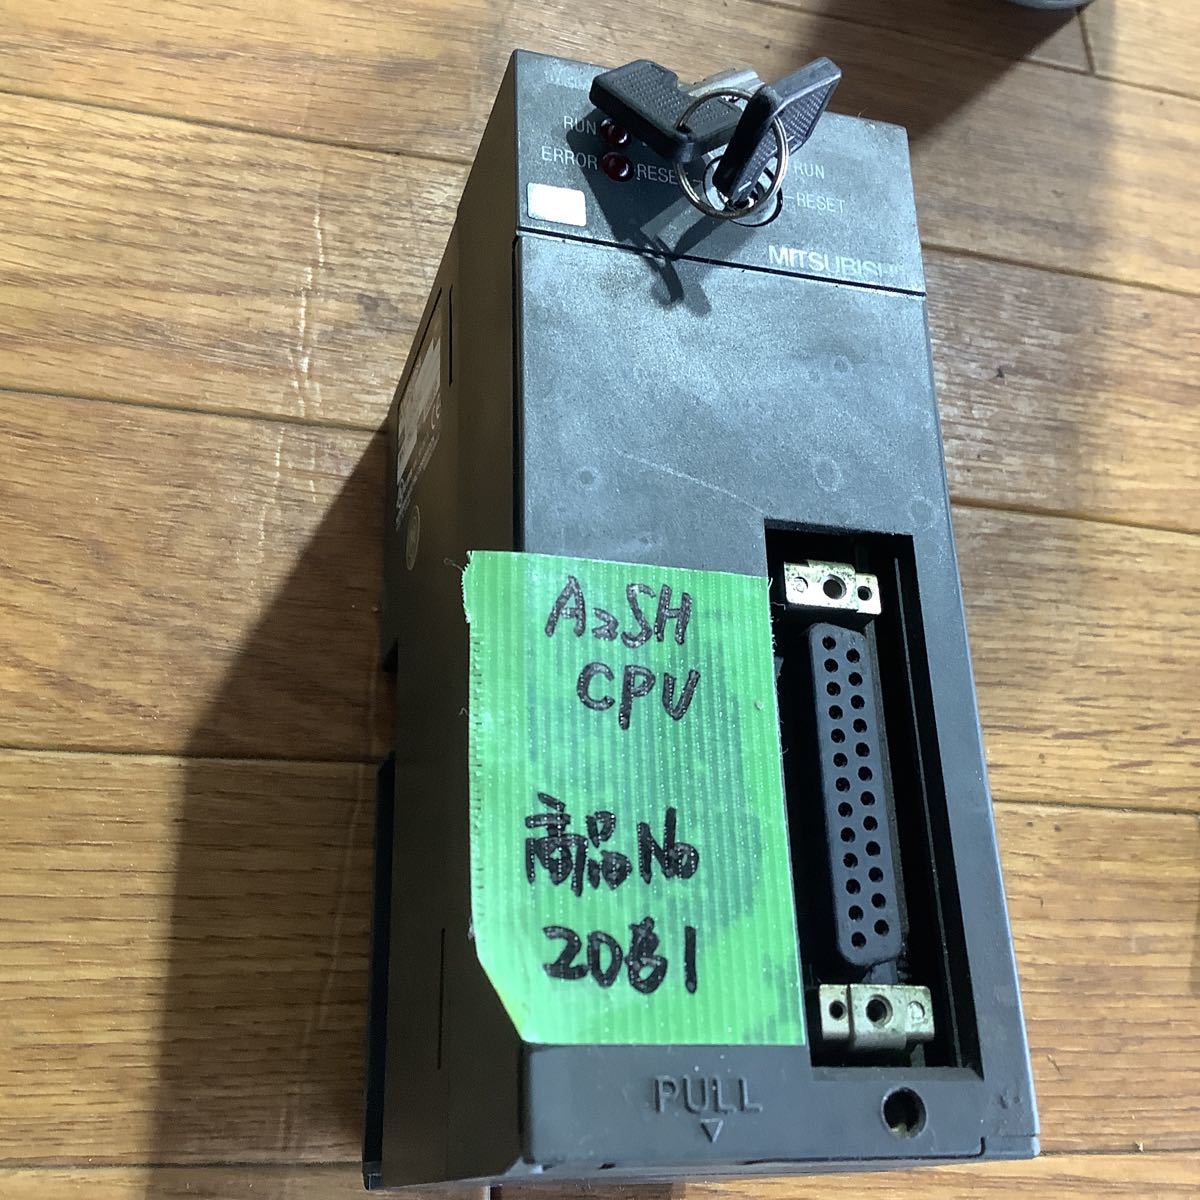 RUN
ERROR
RESET
RUN
RESET
MITSUBISHI
A2SH
CPU
商品No
2081
PULL